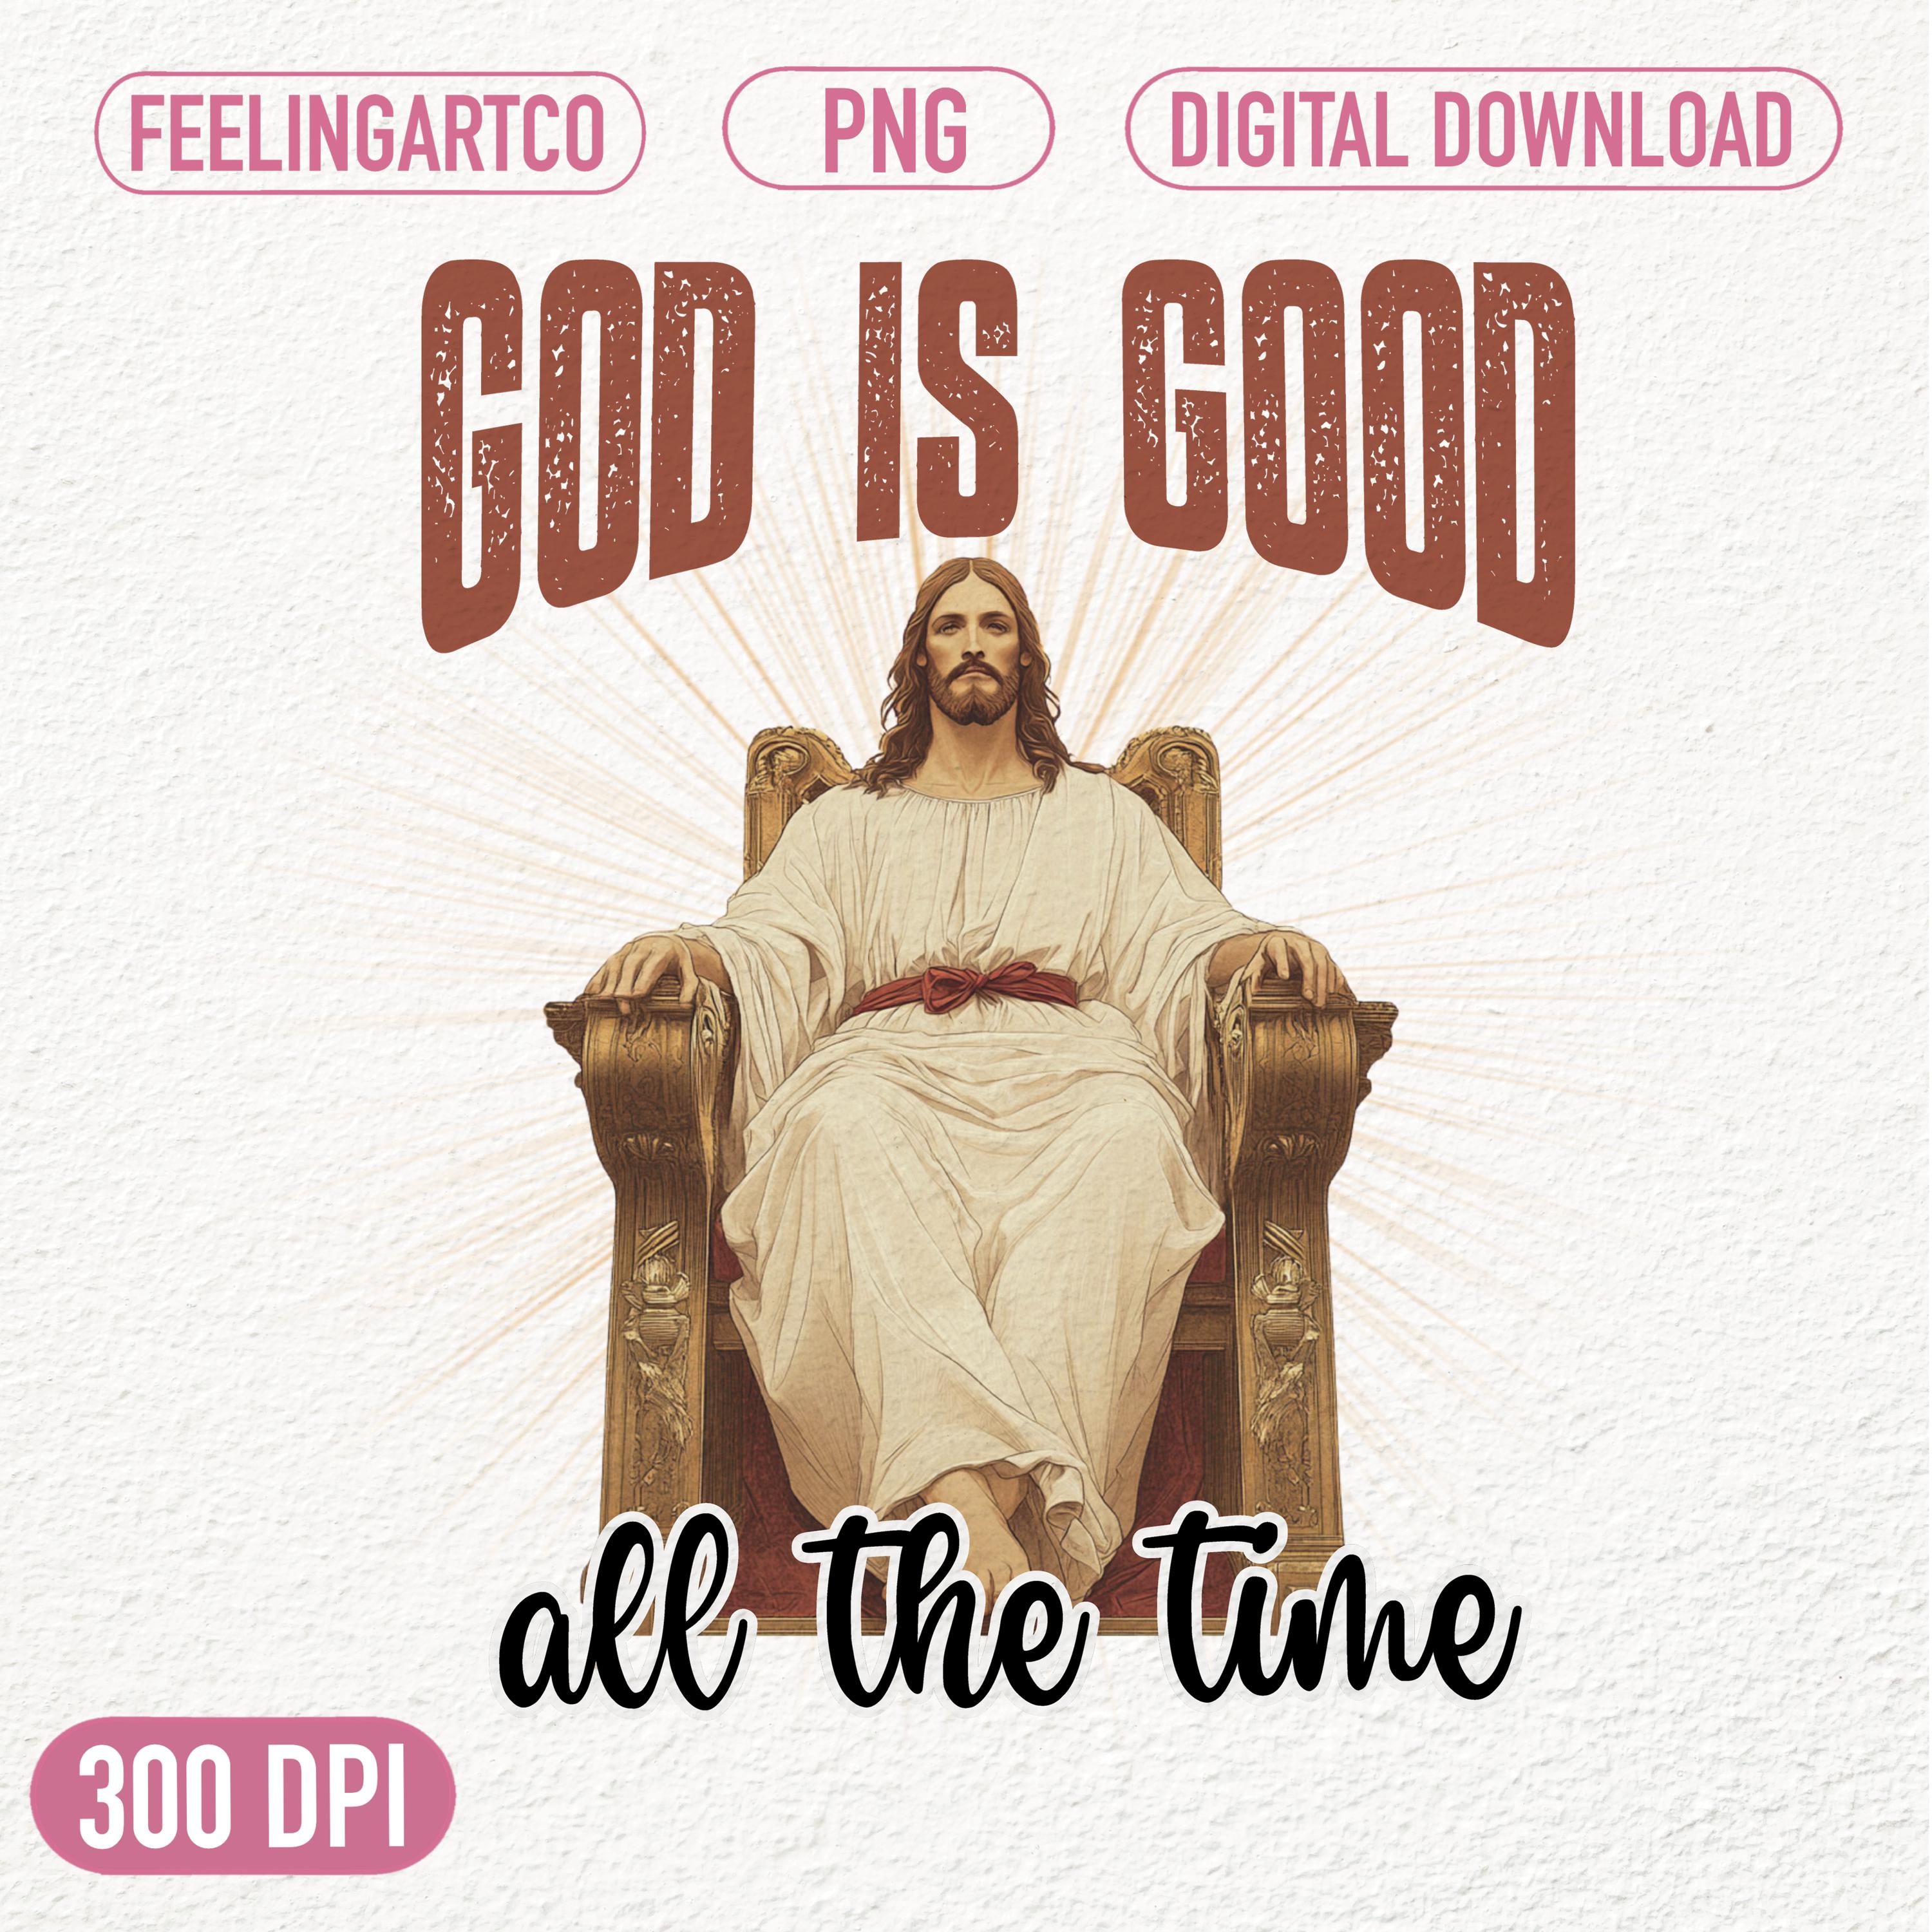 FEELINGARTCO
PNG
DIGITAL DOWNLOAD
GOD IS GOOD
all the time
300 DPI